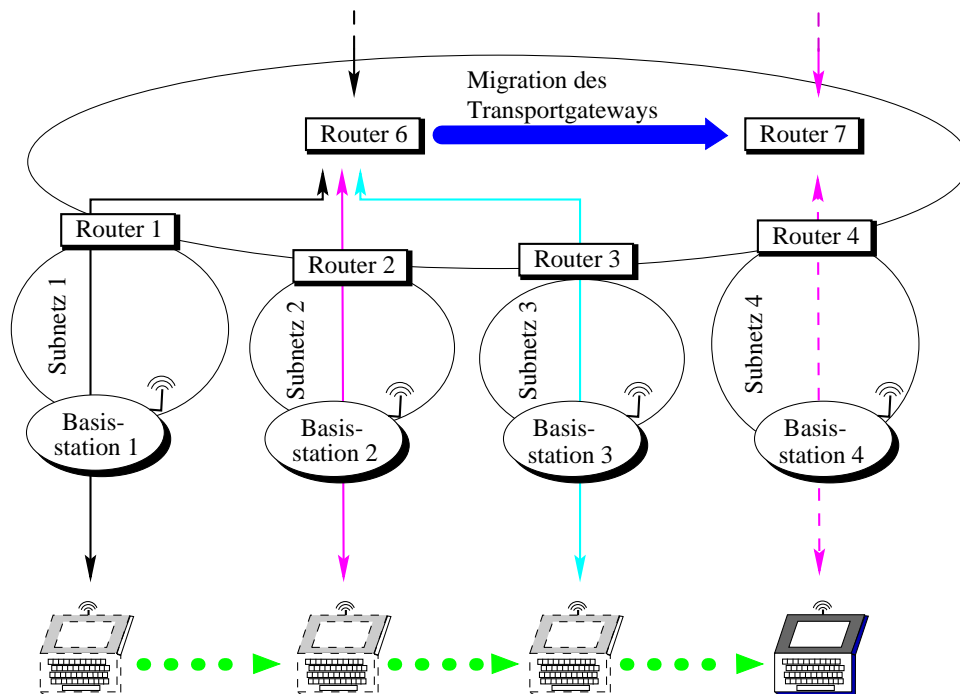 Migration des
Transportgateways
Router 6
Router 7
Router 1
Router 2
Router 3
Router 4
Subnetz 1
Subnetz 2
Subnetz 3
Subnetz 4
Basis-
station 1
Basis-
station 2
Basis-
station 3
Basis-
station 4